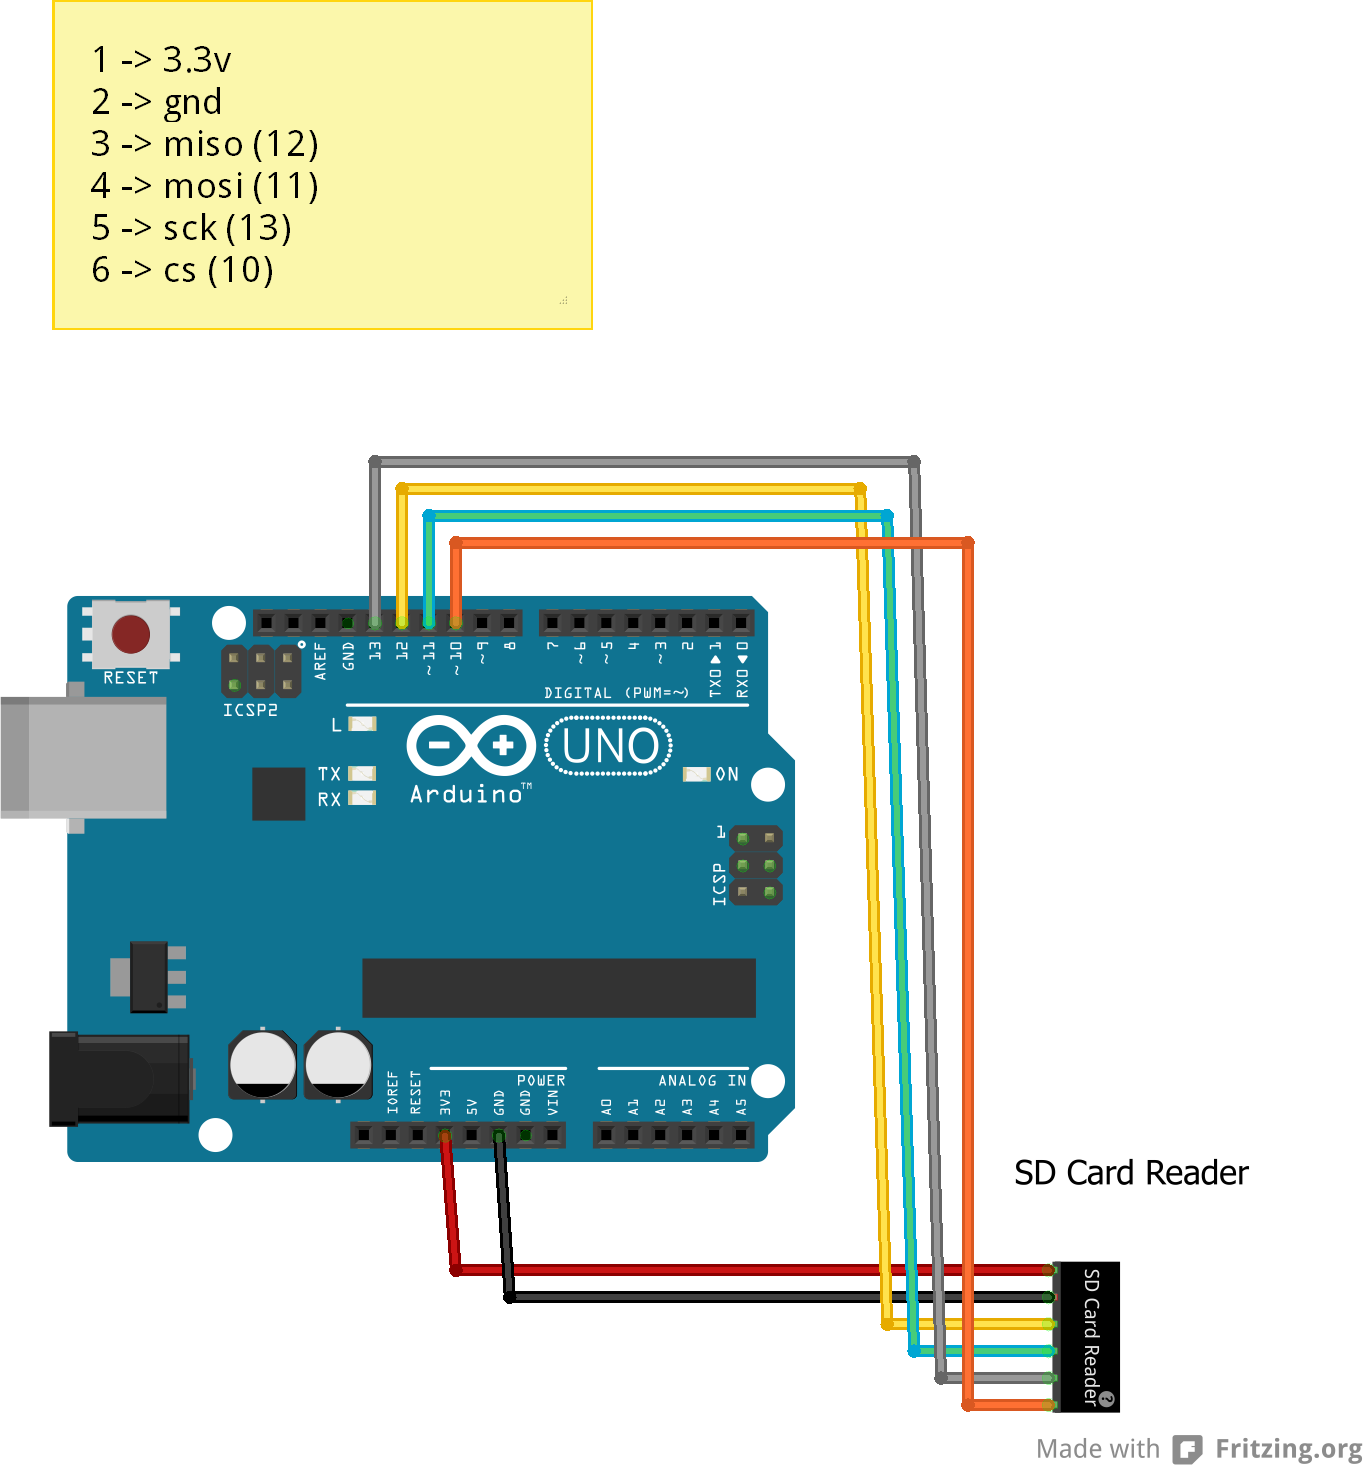 1 -> 3.3v
2 -> gnd
3 -> miso (12)
4 -> mosi (11)
5 -> sck (13)
6 -> cs (10)
RESET
ICSP2
AREF
GND
13
12
~11
~10
~9
8
7
~6
~5
4
~3
2
TX0▶1
RX0◀0
DIGITAL (PWM=~)
L
TX
RX
Arduino™
UNO
ON
1
ICSP
IOREF
RESET
3V3
5V
GND
GND
VIN
POWER
ANALOG IN
A0
A1
A2
A3
A4
A5
SD Card Reader
SD Card Reader
?
Made with Fritzing.org